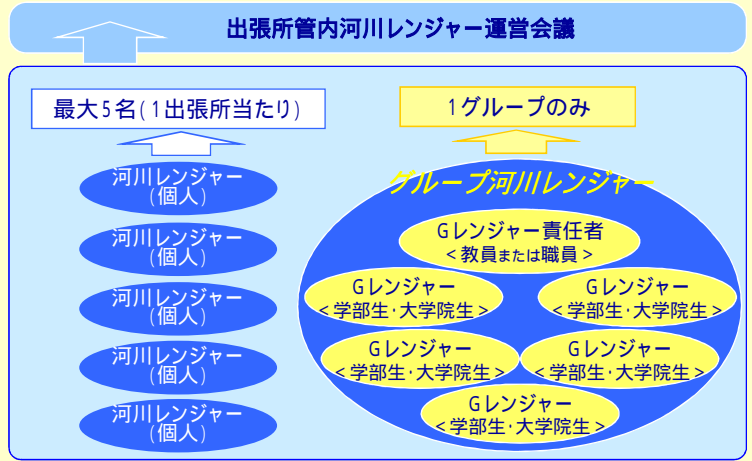 出張所管内河川レンジャー運営会議
最大5名(1出張所当たり)
河川レンジャー
(個人)
河川レンジャー
(個人)
河川レンジャー
(個人)
河川レンジャー
(個人)
河川レンジャー
(個人)
1グループのみ
グループ河川レンジャー
Gレンジャー責任者
<教員または職員>
Gレンジャー
<学部生・大学院生>
Gレンジャー
<学部生・大学院生>
Gレンジャー
<学部生・大学院生>
Gレンジャー
<学部生・大学院生>
Gレンジャー
<学部生・大学院生>